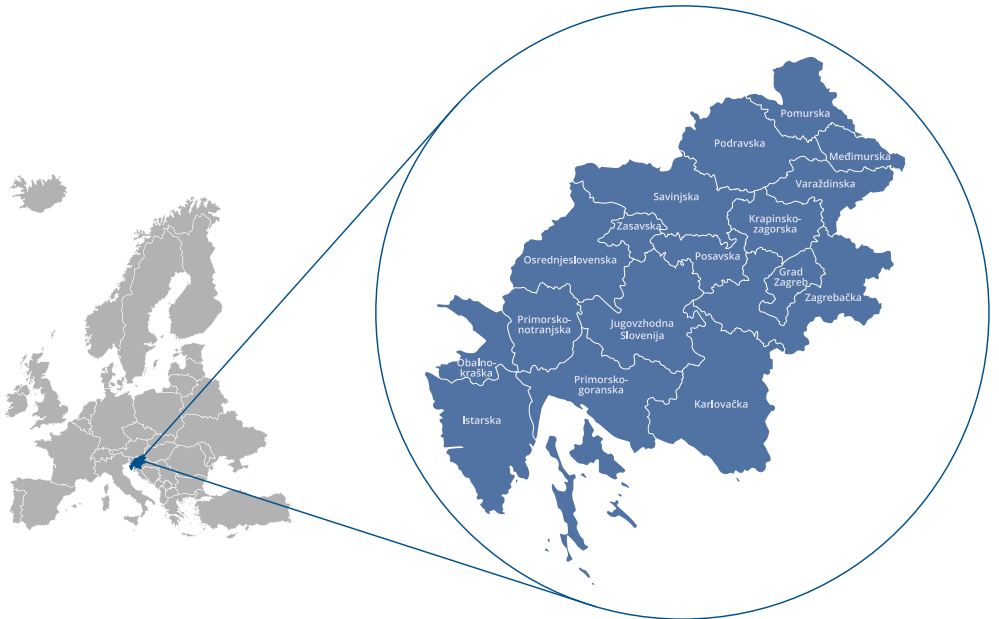 Pomurska
Podravska
Međimurska
Varaždinska
Savinjska
Krapinsko-
zagorska
Zasavska
Posavska
Osrednjeslovenska
Grad
Zagreb
Zagrebačka
Primorsko-
notranjska
Jugovzhodna
Slovenija
Obalno-
kraška
Primorsko-
goranska
Karlovačka
Istarska